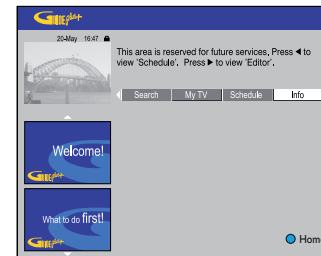 GUIDE Plus+
20-May 16:47
This area is reserved for future services, Press ◄ to
view 'Schedule'. Press ► to view 'Editor'.
Search My TV Schedule Info
Welcome!
GUIDE Plus+
What to do first!
GUIDE Plus+
Home